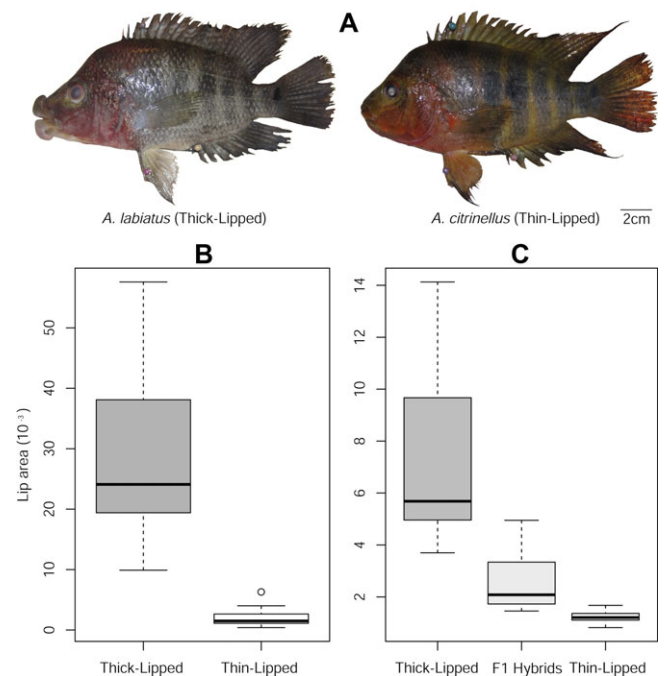 A
A. labiatus (Thick-Lipped)
A. citrinellus (Thin-Lipped)
2cm
B
Lip area (10⁻³)
50
40
30
20
10
0
Thick-Lipped
Thin-Lipped
C
14
12
10
8
6
4
2
Thick-Lipped
F1 Hybrids
Thin-Lipped